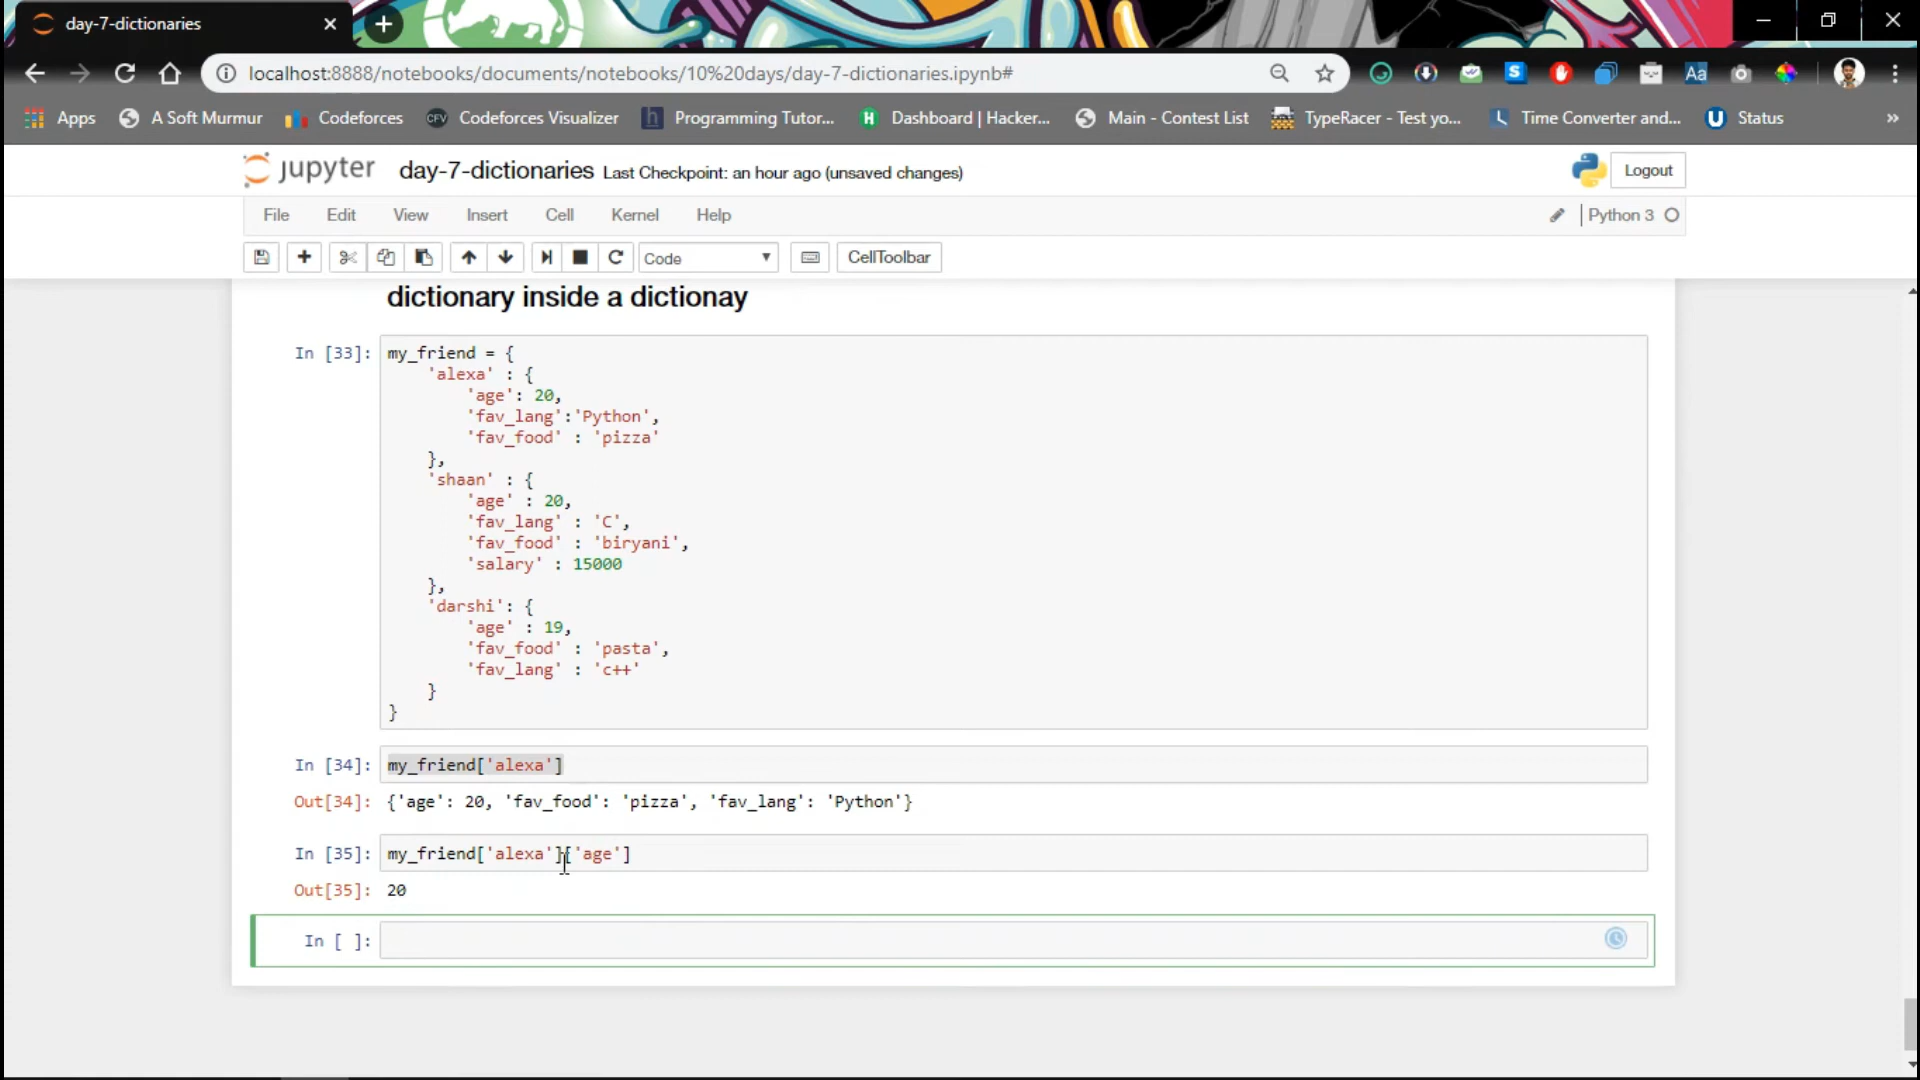 day-7-dictionaries
localhost:8888/notebooks/documents/notebooks/10%20days/day-7-dictionaries.ipynb#
Apps A Soft Murmur Codeforces CFV Codeforces Visualizer h Programming Tutor... H Dashboard | Hacker... Main - Contest List TypeRacer - Test yo... Time Converter and... U Status »
jupyter day-7-dictionaries Last Checkpoint: an hour ago (unsaved changes) Logout
File Edit View Insert Cell Kernel Help Python 3
Code CellToolbar
dictionary inside a dictionay
In [33]: my_friend = {
'alexa' : {
'age': 20,
'fav_lang':'Python',
'fav_food' : 'pizza'
},
'shaan' : {
'age' : 20,
'fav_lang' : 'C',
'fav_food' : 'biryani',
'salary' : 15000
},
'darshi': {
'age' : 19,
'fav_food' : 'pasta',
'fav_lang' : 'c++'
}
}
In [34]: my_friend['alexa']
Out[34]: {'age': 20, 'fav_food': 'pizza', 'fav_lang': 'Python'}
In [35]: my_friend['alexa']['age']
Out[35]: 20
In [ ]: